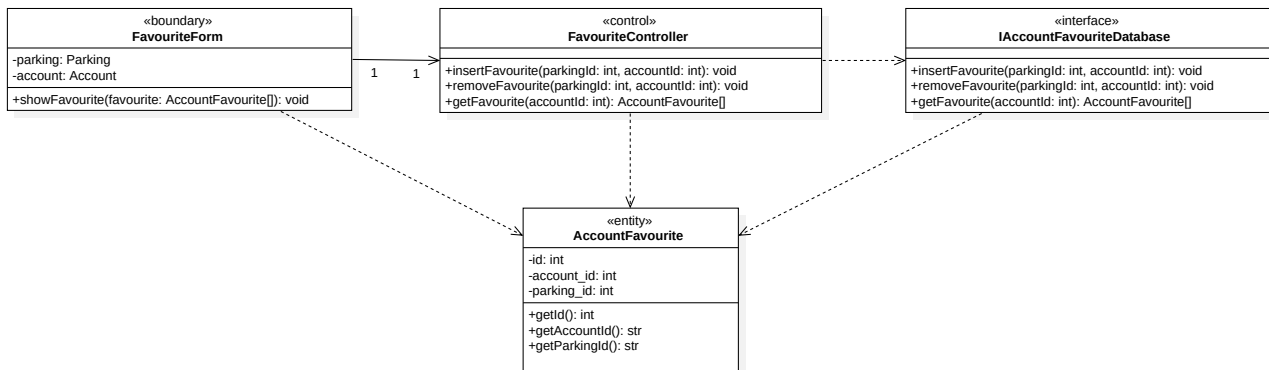 «boundary»
FavouriteForm
-parking: Parking
-account: Account
+showFavourite(favourite: AccountFavourite[]): void
1
1
«control»
FavouriteController
+insertFavourite(parkingId: int, accountId: int): void
+removeFavourite(parkingId: int, accountId: int): void
+getFavourite(accountId: int): AccountFavourite[]
«interface»
IAccountFavouriteDatabase
+insertFavourite(parkingId: int, accountId: int): void
+removeFavourite(parkingId: int, accountId: int): void
+getFavourite(accountId: int): AccountFavourite[]
«entity»
AccountFavourite
-id: int
-account_id: int
-parking_id: int
+getId(): int
+getAccountId(): str
+getParkingId(): str